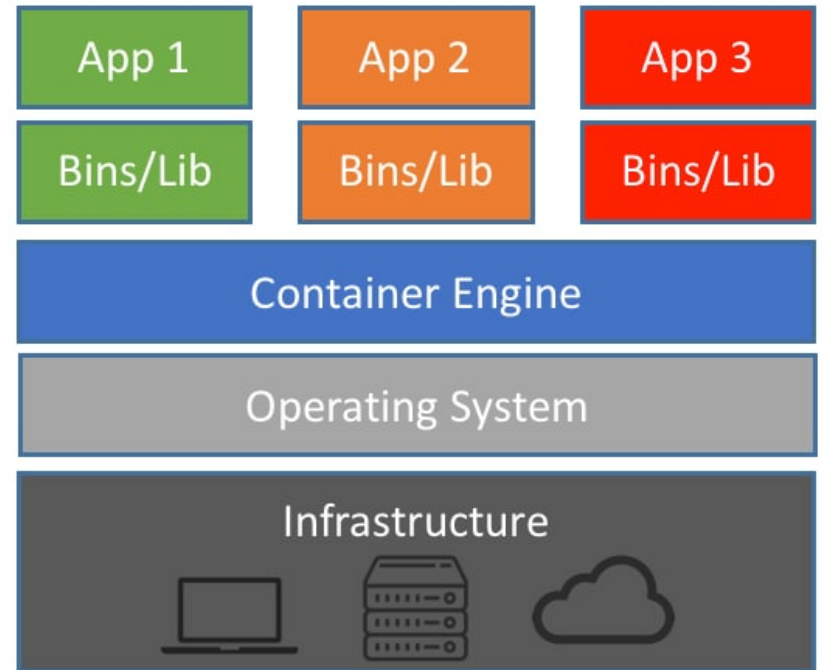 App 1
App 2
App 3
Bins/Lib
Bins/Lib
Bins/Lib
Container Engine
Operating System
Infrastructure